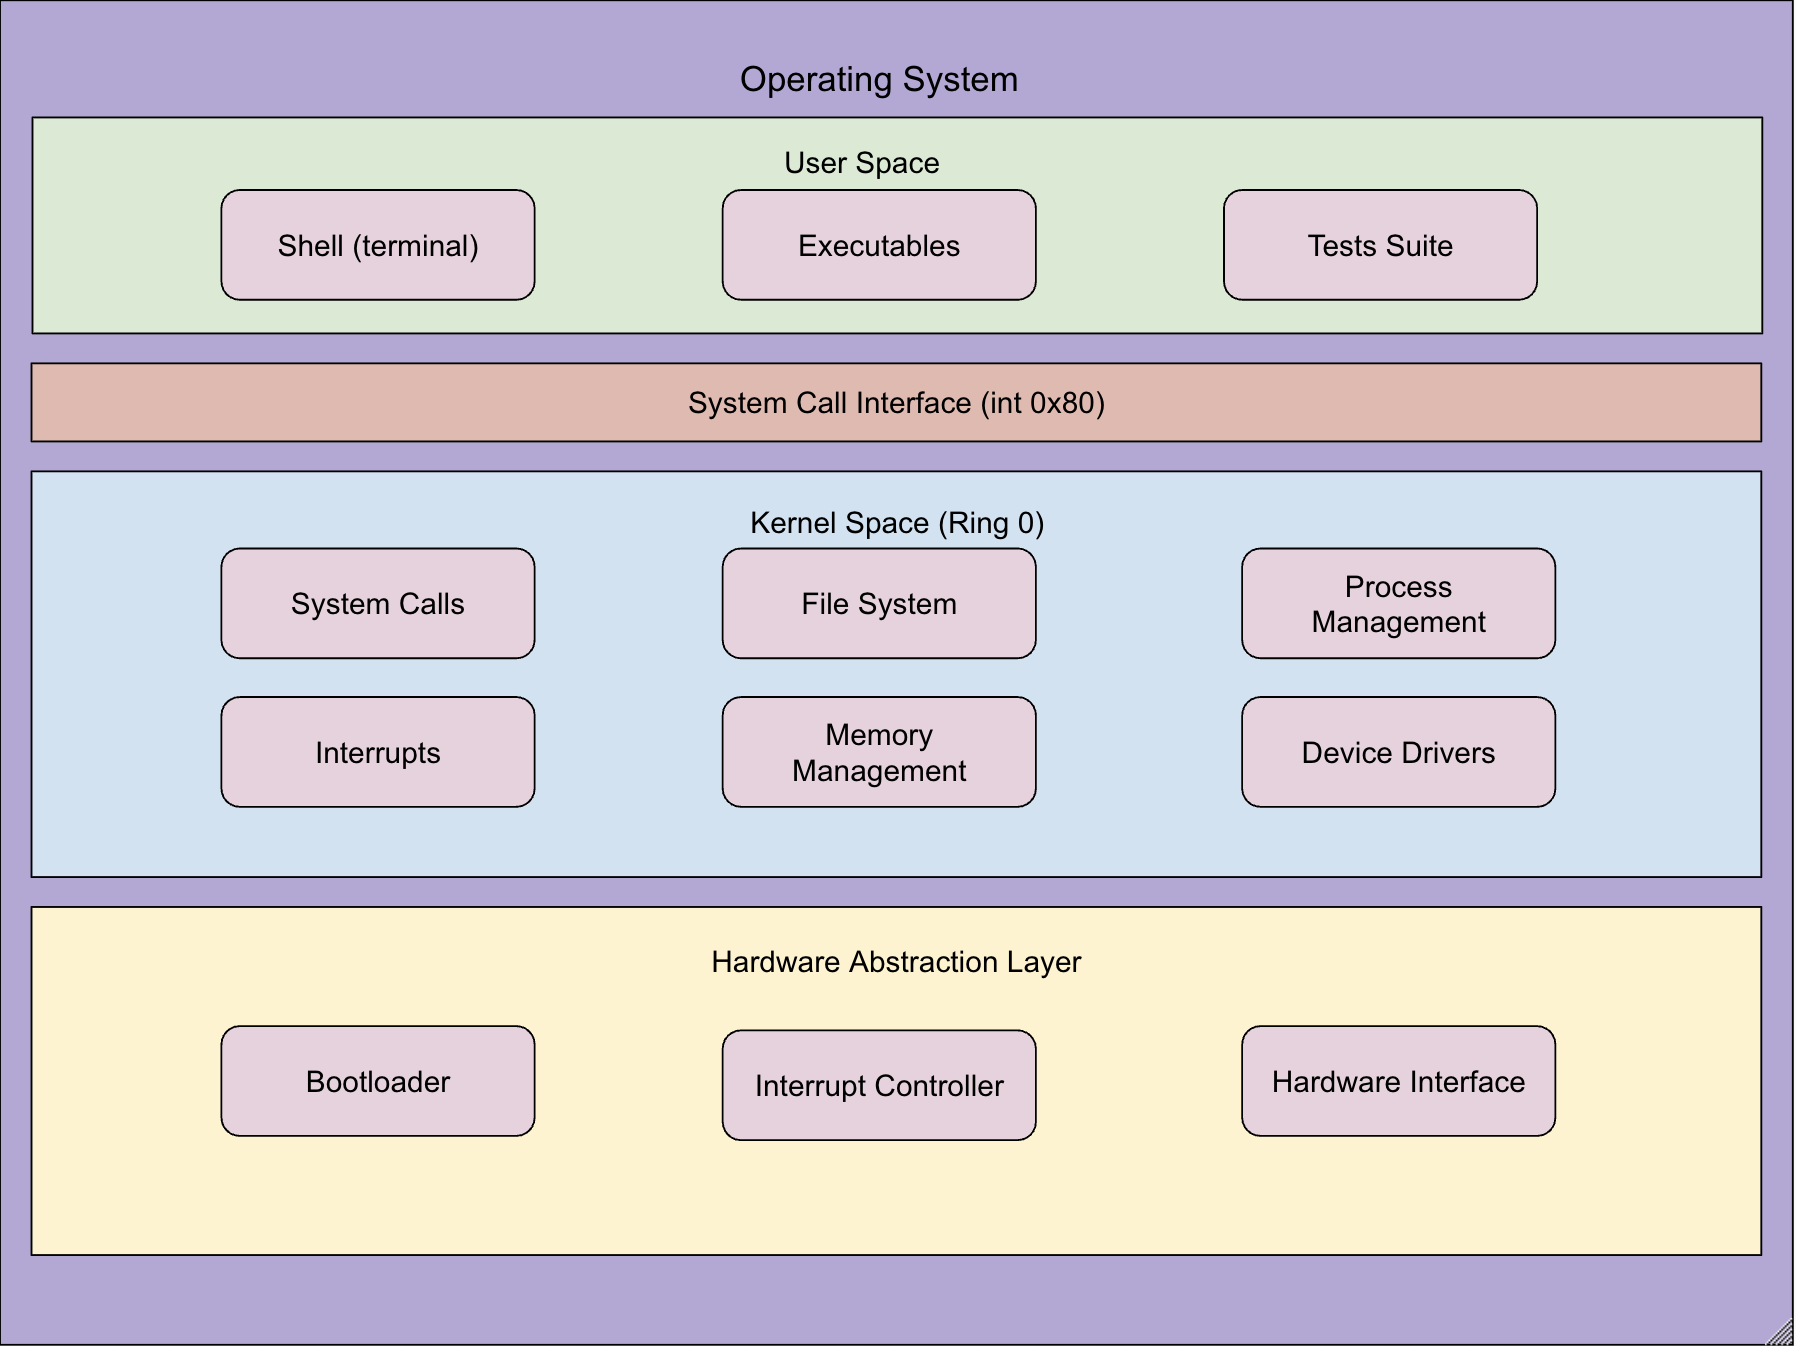 Operating System
User Space
Shell (terminal)
Executables
Tests Suite
System Call Interface (int 0x80)
Kernel Space (Ring 0)
System Calls
File System
Process
Management
Interrupts
Memory
Management
Device Drivers
Hardware Abstraction Layer
Bootloader
Interrupt Controller
Hardware Interface